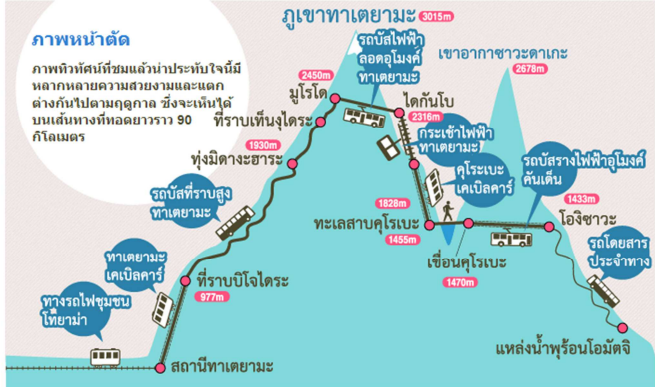 ภาพหน้าตัด
ภาพทิวทัศน์ที่ชมแล้วน่าประทับใจนี้มี
หลากหลายความสวยงามและแตก
ต่างกันไปตามฤดูกาล ซึ่งจะเห็นได้
บนเส้นทางที่ทอดยาวราว 90
กิโลเมตร
ภูเขาทาเตยามะ
3015m
รถบัสไฟฟ้า
ลอดอุโมงค์
ทาเตยามะ
เขาอากาซาวะดาเกะ
2678m
2450m
มูโรโด
ไดกันโบ
2316m
ที่ราบเท็นงุไดระ
กระเช้าไฟฟ้า
ทาเตยามะ
1930m
ทุ่งมิดางะฮาระ
คุโรเบะ
เคเบิลคาร์
รถบัสรางไฟฟ้าอุโมงค์
คันเด็น
รถบัสที่ราบสูง
ทาเตยามะ
1828m
ทะเลสาบคุโรเบะ
1455m
1433m
โองิซาวะ
เขื่อนคุโรเบะ
1470m
ทาเตยามะ
เคเบิลคาร์
ที่ราบบิโจไดระ
977m
รถโดยสาร
ประจำทาง
ทางรถไฟชุมชน
โทยาม่า
แหล่งน้ำพุร้อนโอมัตจิ
สถานีทาเตยามะ